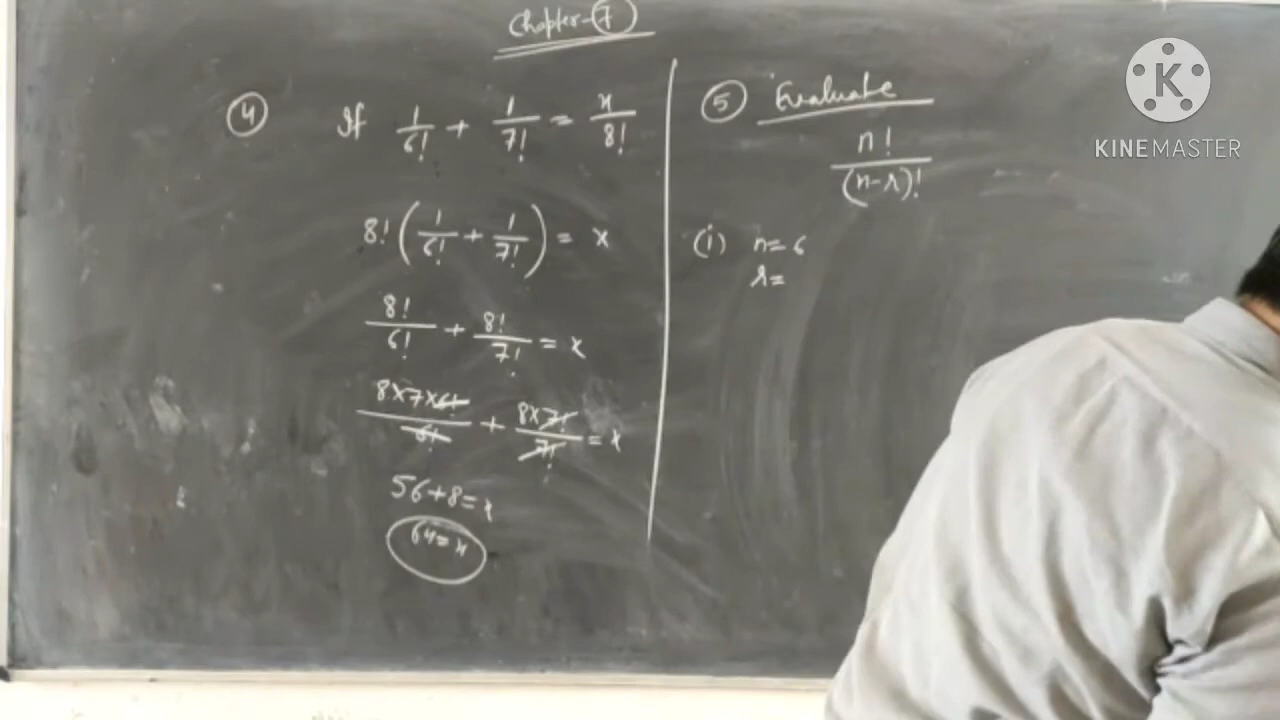 Chapter-7
4 If 1/6! + 1/7! = x/8!
8! (1/6! + 1/7!) = x
8!/6! + 8!/7! = x
8×7×6!/6! + 8×7!/7! = x
56+8=x
64=x
5 Evaluate
n!/(n-r)!
(i) n=6
r=
K
KINEMASTER